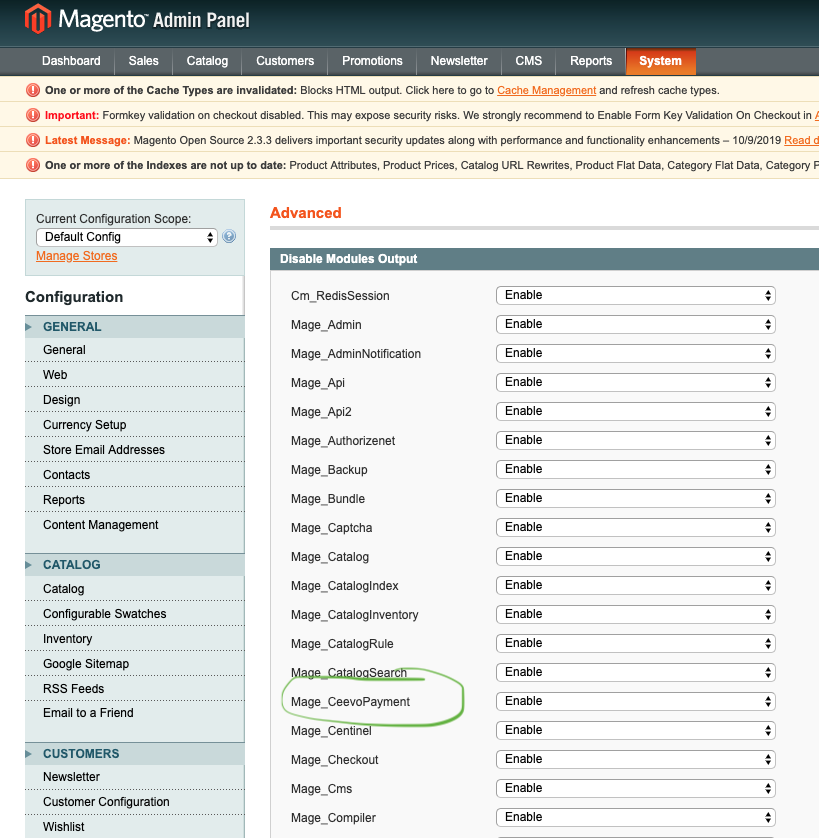 Magento Admin Panel
Dashboard Sales Catalog Customers Promotions Newsletter CMS Reports System
One or more of the Cache Types are invalidated: Blocks HTML output. Click here to go to Cache Management and refresh cache types.
Important: Formkey validation on checkout disabled. This may expose security risks. We strongly recommend to Enable Form Key Validation On Checkout in
Latest Message: Magento Open Source 2.3.3 delivers important security updates along with performance and functionality enhancements – 10/9/2019 Read d
One or more of the Indexes are not up to date: Product Attributes, Product Prices, Catalog URL Rewrites, Product Flat Data, Category Flat Data, Category P
Current Configuration Scope:
Default Config
Manage Stores
Configuration
GENERAL
General
Web
Design
Currency Setup
Store Email Addresses
Contacts
Reports
Content Management
CATALOG
Catalog
Configurable Swatches
Inventory
Google Sitemap
RSS Feeds
Email to a Friend
CUSTOMERS
Newsletter
Customer Configuration
Wishlist
Advanced
Disable Modules Output
Cm_RedisSession Enable
Mage_Admin Enable
Mage_AdminNotification Enable
Mage_Api Enable
Mage_Api2 Enable
Mage_Authorizenet Enable
Mage_Backup Enable
Mage_Bundle Enable
Mage_Captcha Enable
Mage_Catalog Enable
Mage_CatalogIndex Enable
Mage_CatalogInventory Enable
Mage_CatalogRule Enable
Mage_CatalogSearch Enable
Mage_CeevoPayment Enable
Mage_Centinel Enable
Mage_Checkout Enable
Mage_Cms Enable
Mage_Compiler Enable